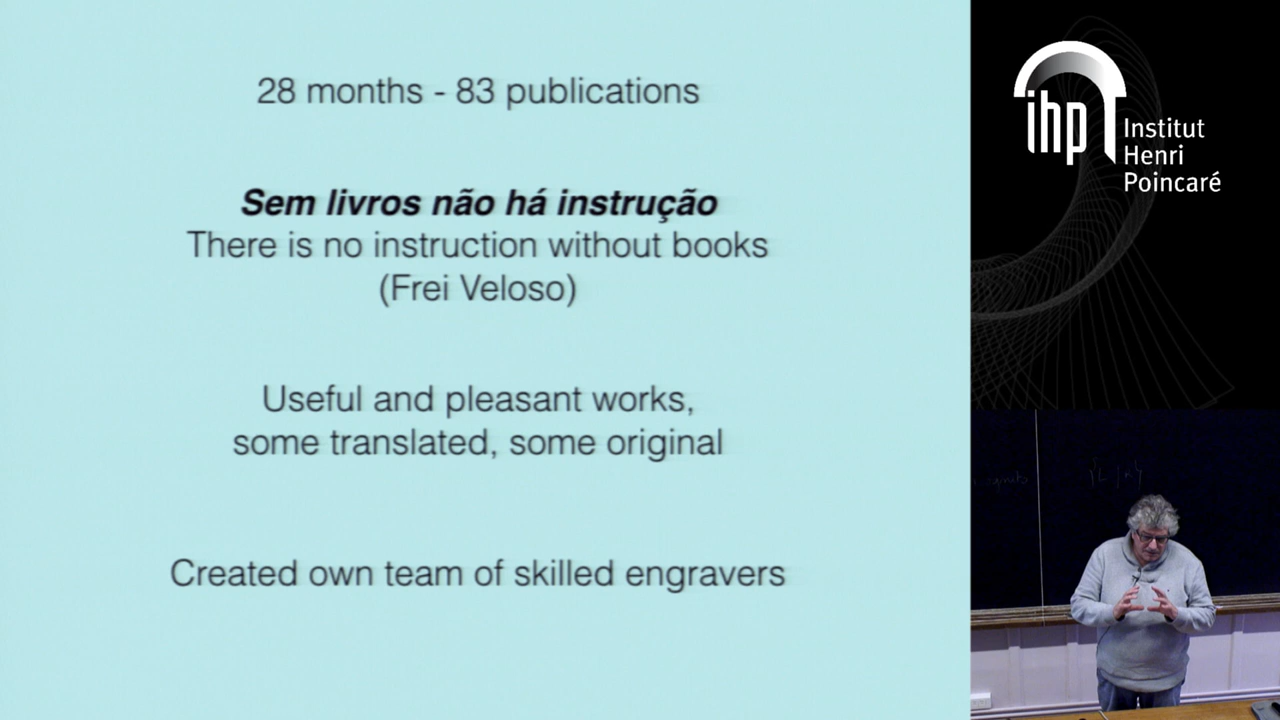 28 months - 83 publications
Sem livros não há instrução
There is no instruction without books
(Frei Veloso)
Useful and pleasant works,
some translated, some original
Created own team of skilled engravers
ihp
Institut
Henri
Poincaré